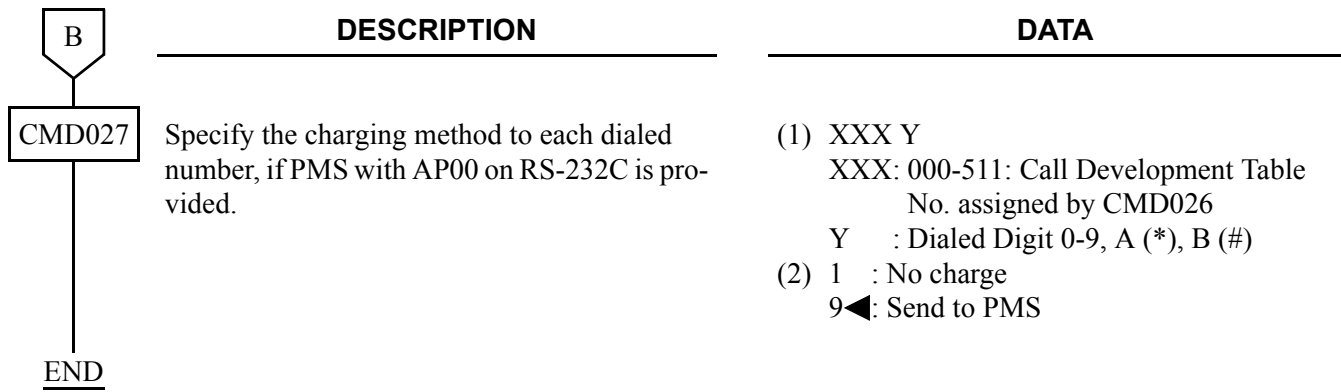 B
DESCRIPTION
DATA
CMD027
Specify the charging method to each dialed
number, if PMS with AP00 on RS-232C is pro-
vided.
(1) XXX Y
XXX: 000-511: Call Development Table
No. assigned by CMD026
Y : Dialed Digit 0-9, A (*), B (#)
(2) 1 : No charge
9◀: Send to PMS
END